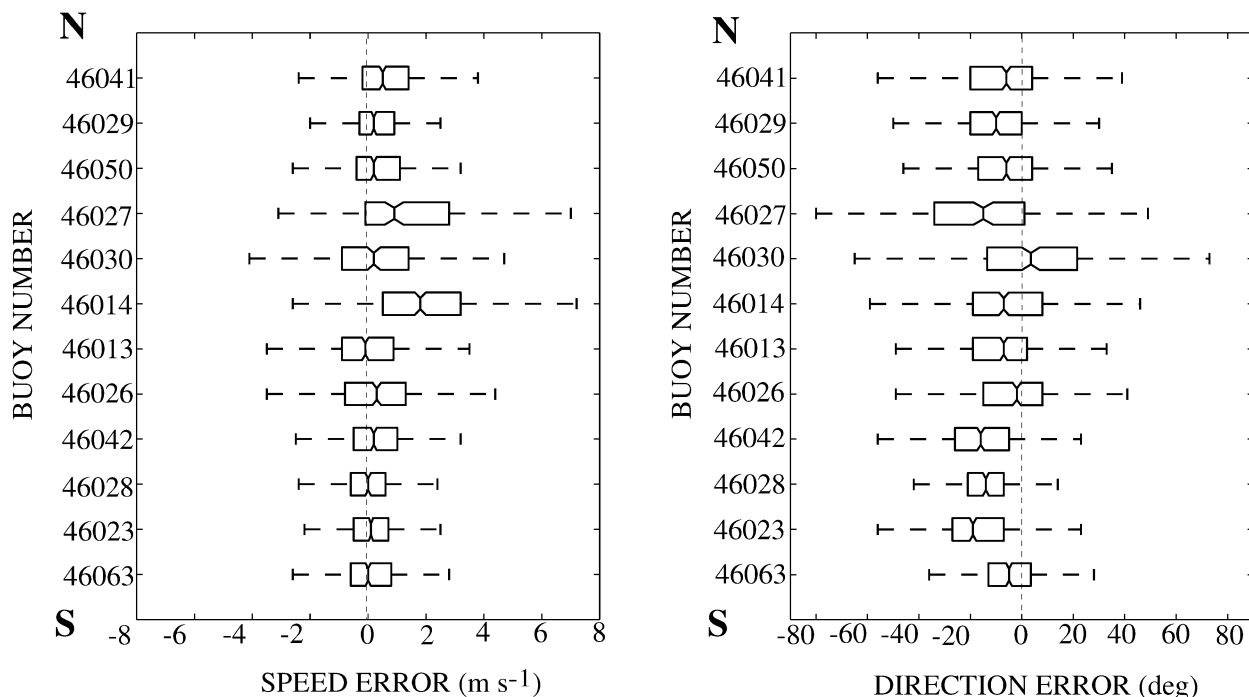 N
46041
46029
46050
46027
46030
46014
46013
46026
46042
46028
46023
46063
S
BUOY NUMBER
-8 -6 -4 -2 0 2 4 6 8
SPEED ERROR (m s-1)
N
46041
46029
46050
46027
46030
46014
46013
46026
46042
46028
46023
46063
S
BUOY NUMBER
-80 -60 -40 -20 0 20 40 60 80
DIRECTION ERROR (deg)